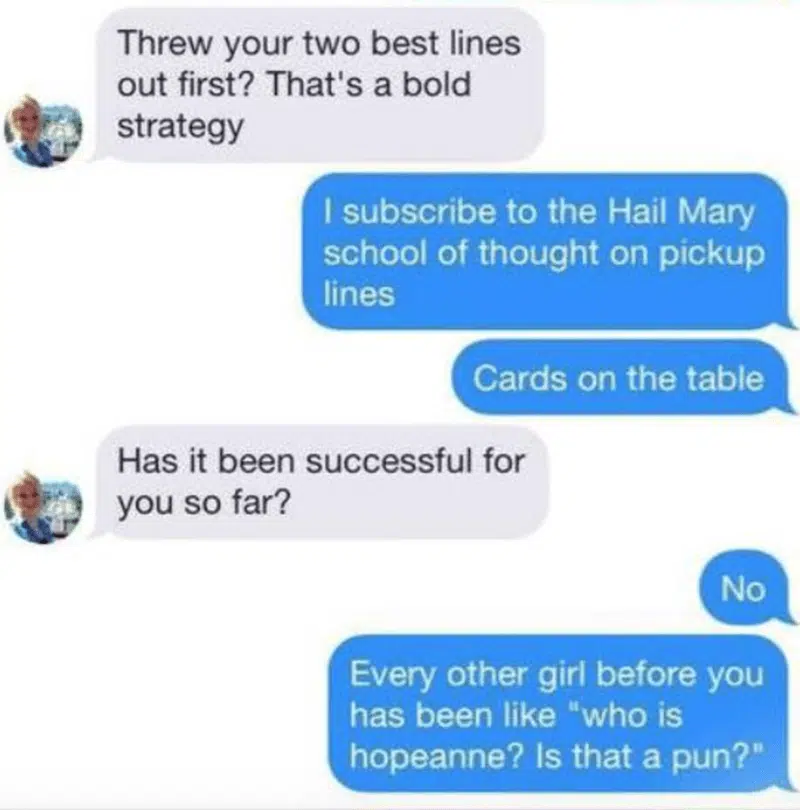 Threw your two best lines
out first? That's a bold
strategy
I subscribe to the Hail Mary
school of thought on pickup
lines
Cards on the table
Has it been successful for
you so far?
No
Every other girl before you
has been like "who is
hopeanne? Is that a pun?"